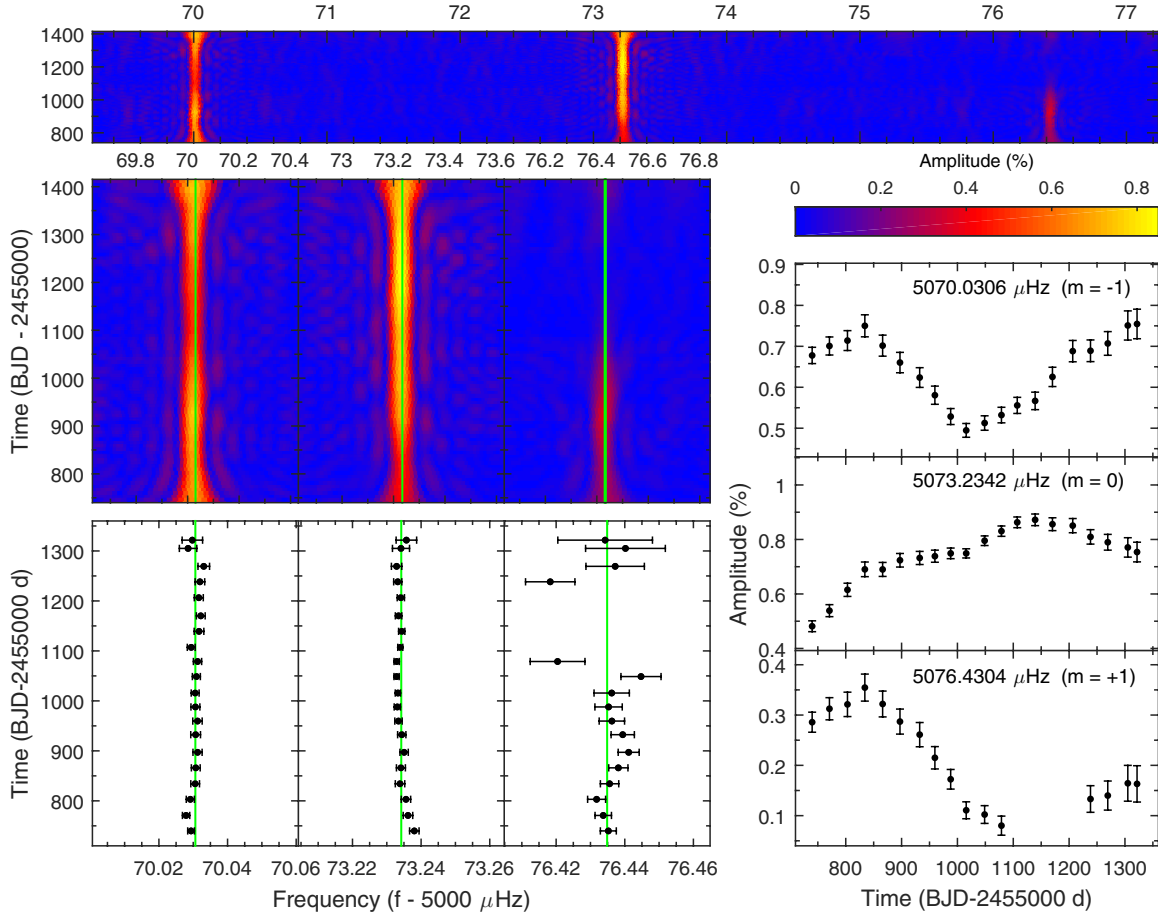 70 71 72 73 74 75 76 77
1400
1200
1000
800
69.8 70 70.2 70.4 73 73.2 73.4 73.6 76.2 76.4 76.6 76.8
Amplitude (%)
0 0.2 0.4 0.6 0.8
Time (BJD - 2455000)
1400
1300
1200
1100
1000
900
800
Time (BJD-2455000 d)
1300
1200
1100
1000
900
800
70.02 70.04 70.06 73.22 73.24 73.26 76.42 76.44 76.46
Frequency (f - 5000 μHz)
Amplitude (%)
0.9
0.8
0.7
0.6
0.5
5070.0306 μHz (m = -1)
1
0.8
0.6
0.4
5073.2342 μHz (m = 0)
0.4
0.3
0.2
0.1
5076.4304 μHz (m = +1)
800 900 1000 1100 1200 1300
Time (BJD-2455000 d)